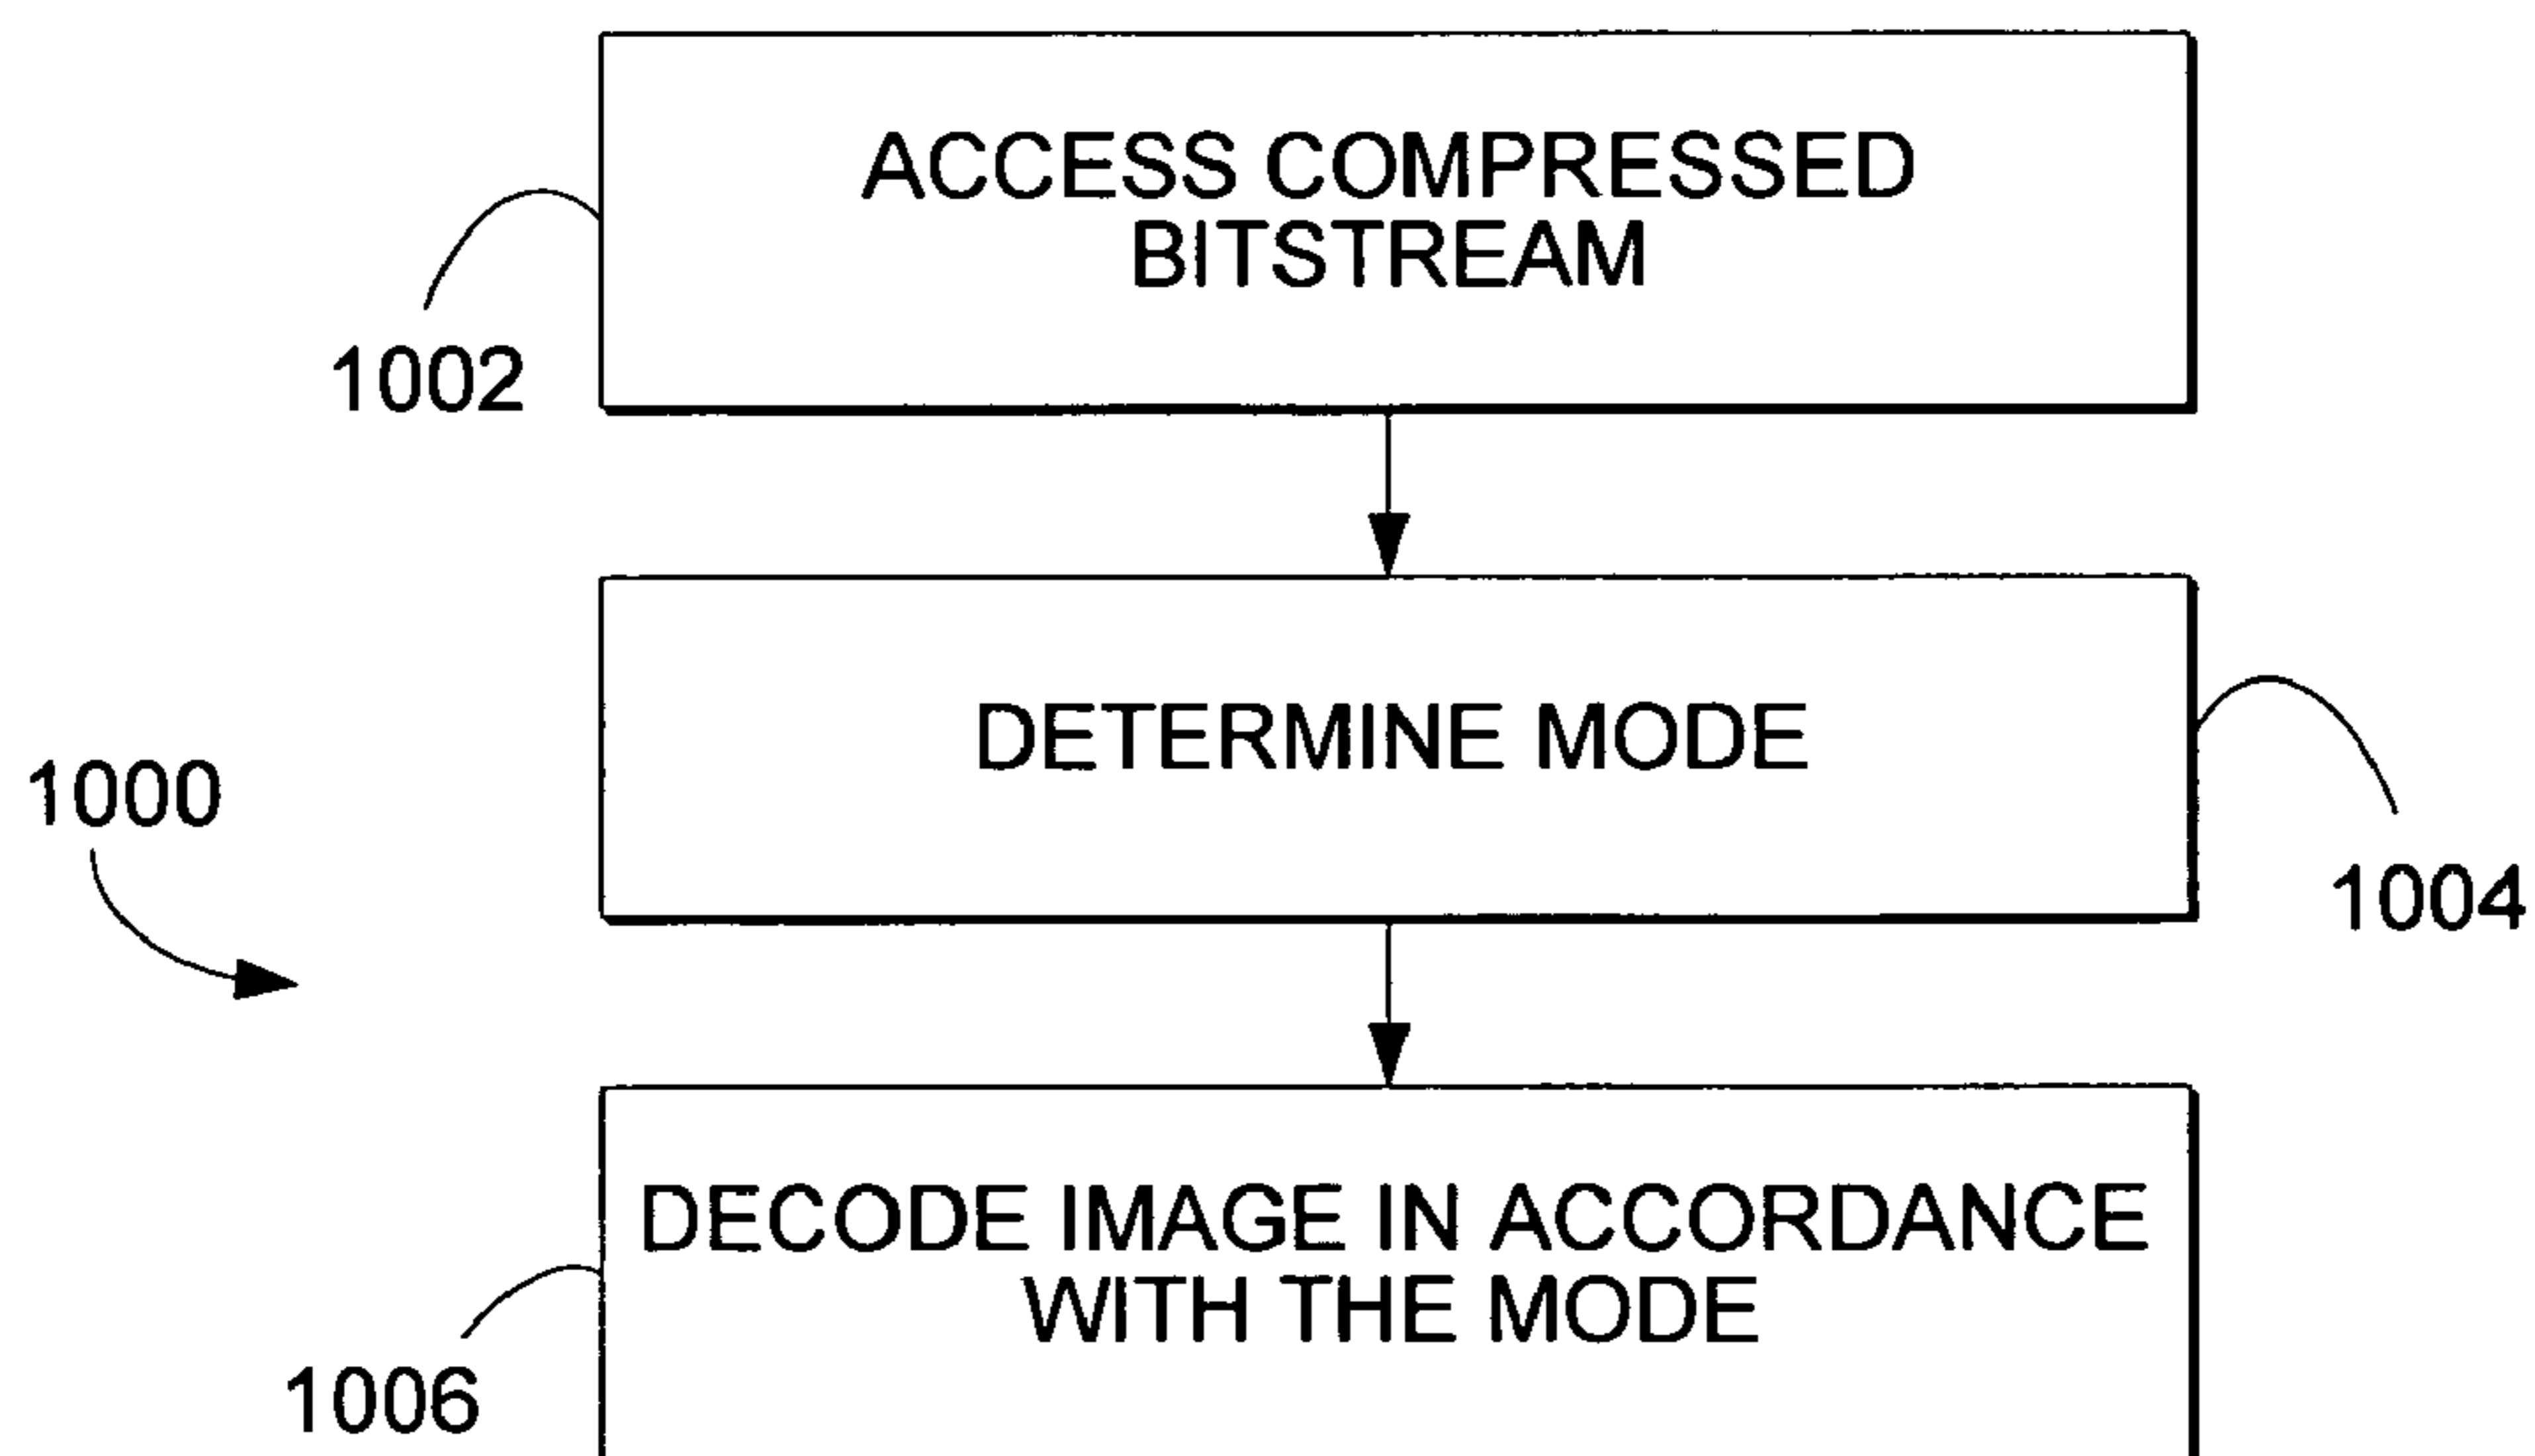 ACCESS COMPRESSED
BITSTREAM
1002
DETERMINE MODE
1000
1004
DECODE IMAGE IN ACCORDANCE
WITH THE MODE
1006